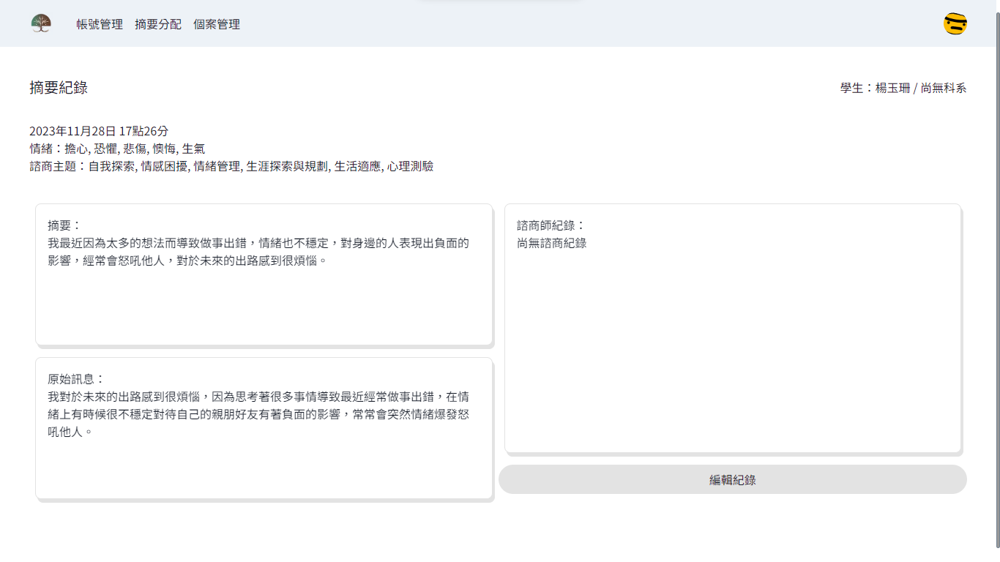 帳號管理 摘要分配 個案管理
摘要紀錄
學生：楊玉珊 / 尚無科系
2023年11月28日 17點26分
情緒：擔心, 恐懼, 悲傷, 懊悔, 生氣
諮商主題：自我探索, 情感困擾, 情緒管理, 生涯探索與規劃, 生活適應, 心理測驗
摘要：
我最近因為太多的想法而導致做事出錯，情緒也不穩定，對身邊的人表現出負面的
影響，經常會怒吼他人，對於未來的出路感到很煩惱。
原始訊息：
我對於未來的出路感到很煩惱，因為思考著很多事情導致最近經常做事出錯，在情
緒上有時候很不穩定對待自己的親朋好友有著負面的影響，常常會突然情緒爆發怒
吼他人。
諮商師紀錄：
尚無諮商紀錄
編輯紀錄